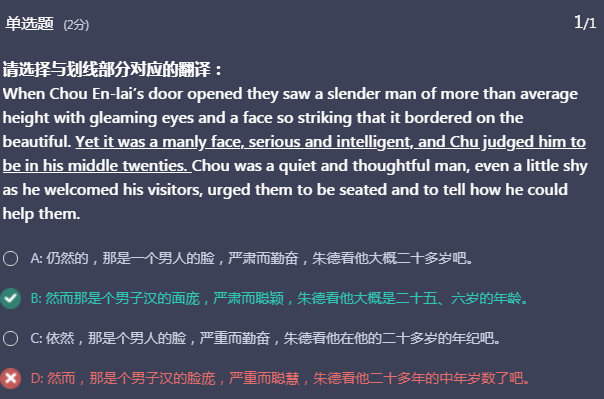 单选题 (2分) 1/1
请选择与划线部分对应的翻译：
When Chou En-lai's door opened they saw a slender man of more than average
height with gleaming eyes and a face so striking that it bordered on the
beautiful. Yet it was a manly face, serious and intelligent, and Chu judged him to
be in his middle twenties. Chou was a quiet and thoughtful man, even a little shy
as he welcomed his visitors, urged them to be seated and to tell how he could
help them.
A: 仍然的，那是一个男人的脸，严肃而勤奋，朱德看他大概二十多岁吧。
B: 然而那是个男子汉的面庞，严肃而聪颖，朱德看他大概是二十五、六岁的年龄。
C: 依然，那是个男人的脸，严重而勤奋，朱德看他在他的二十多岁的年纪吧。
D: 然而，那是个男子汉的脸庞，严重而聪慧，朱德看他二十多年的中年岁数了吧。